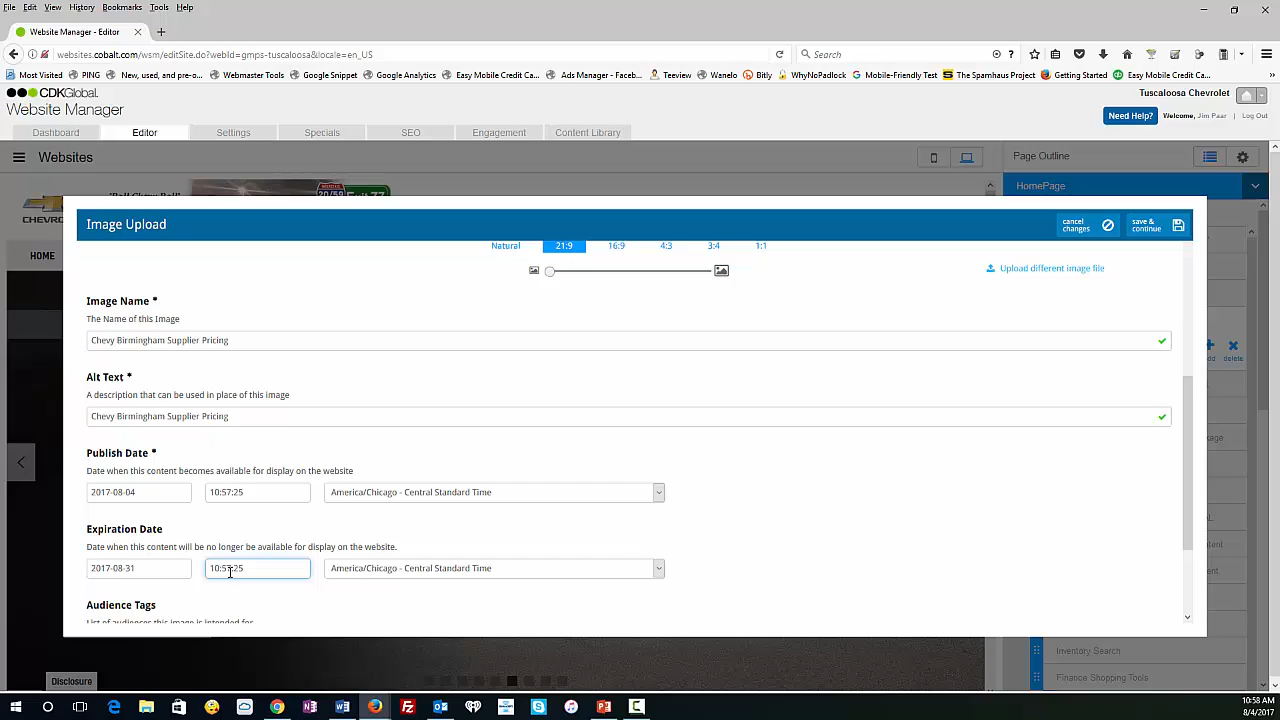 File Edit View History Bookmarks Tools Help
Website Manager - Editor
websites.cobalt.com/wsm/editSite.do?webId=gmps-tuscaloosa&locale=en_US
Search
Most Visited PING New, used, and pre-o... Webmaster Tools Google Snippet Google Analytics Easy Mobile Credit Ca... Ads Manager - Faceb... Teeview Wanelo Bitly WhyNoPadlock Mobile-Friendly Test The Spamhaus Project Getting Started Easy Mobile Credit Ca...
CDKGlobal.
Tuscaloosa Chevrolet
Website Manager
Need Help? Welcome, Jim Paar Log Out
Dashboard Editor Settings Specials SEO Engagement Content Library
Websites
Page Outline
HomePage
20/59 Exit 77
CHEVRO
HOME
Image Upload
cancel changes
save & continue
Natural 21:9 16:9 4:3 3:4 1:1
Upload different image file
Image Name *
The Name of this Image
Chevy Birmingham Supplier Pricing
delete
Alt Text *
A description that can be used in place of this image
Chevy Birmingham Supplier Pricing
Publish Date *
Date when this content becomes available for display on the website
2017-08-04 10:57:25 America/Chicago - Central Standard Time
Expiration Date
Date when this content will be no longer be available for display on the website.
2017-08-31 10:57:25 America/Chicago - Central Standard Time
Audience Tags
List of audiences this image is intended for
Inventory Search
Finance Shopping Tools
Disclosure
10:58 AM
8/4/2017